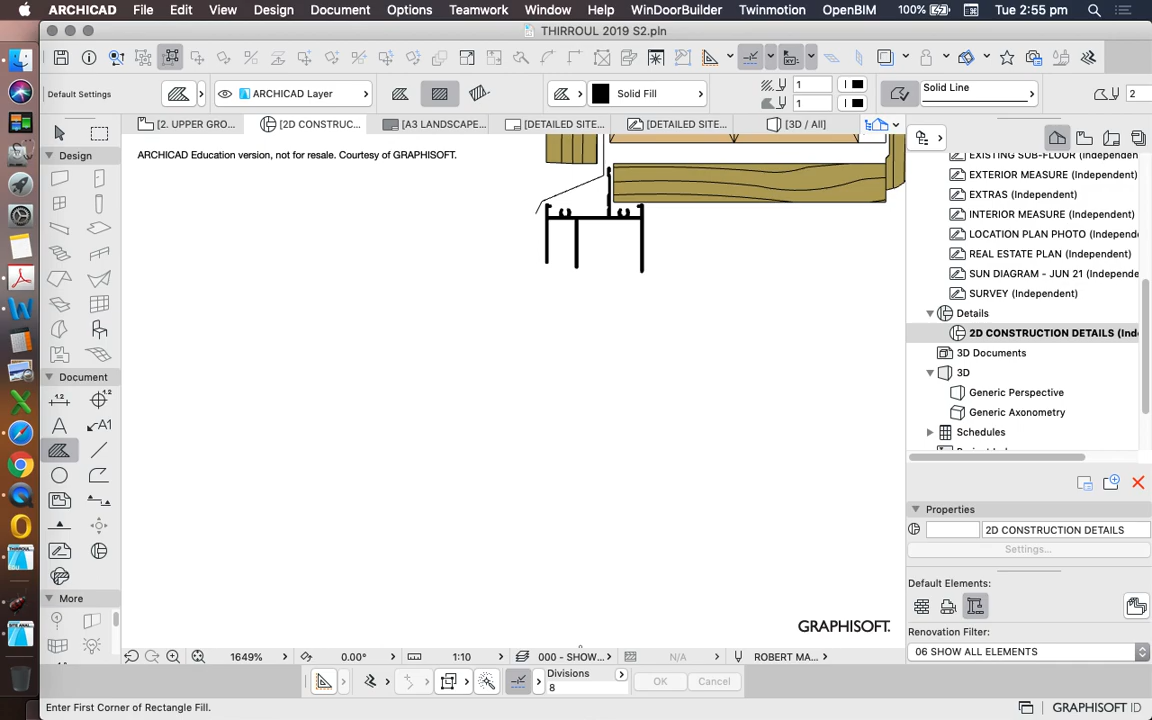 ARCHICAD File Edit View Design Document Options Teamwork Window Help WinDoorBuilder Twinmotion OpenBIM 100% Tue 2:55 pm
THIRROUL 2019 S2.pln
Default Settings
ARCHICAD Layer
Solid Fill
1
1
Solid Line
2
[2. UPPER GRO...
[2D CONSTRUC...
[A3 LANDSCAPE...
[DETAILED SITE...
[DETAILED SITE...
[3D / All]
ARCHICAD Education version, not for resale. Courtesy of GRAPHISOFT.
Design
Document
A1
More
EXISTING SUB-FLOOR (Independent)
EXTERIOR MEASURE (Independent)
EXTRAS (Independent)
INTERIOR MEASURE (Independent)
LOCATION PLAN PHOTO (Independ
REAL ESTATE PLAN (Independent)
SUN DIAGRAM - JUN 21 (Independe
SURVEY (Independent)
Details
2D CONSTRUCTION DETAILS (Ind
3D Documents
3D
Generic Perspective
Generic Axonometry
Schedules
Properties
2D CONSTRUCTION DETAILS
Settings...
Default Elements:
Renovation Filter:
06 SHOW ALL ELEMENTS
GRAPHISOFT.
1649%
0.00°
1:10
000 - SHOW...
N/A
ROBERT MA...
Divisions
8
OK
Cancel
Enter First Corner of Rectangle Fill.
GRAPHISOFT ID